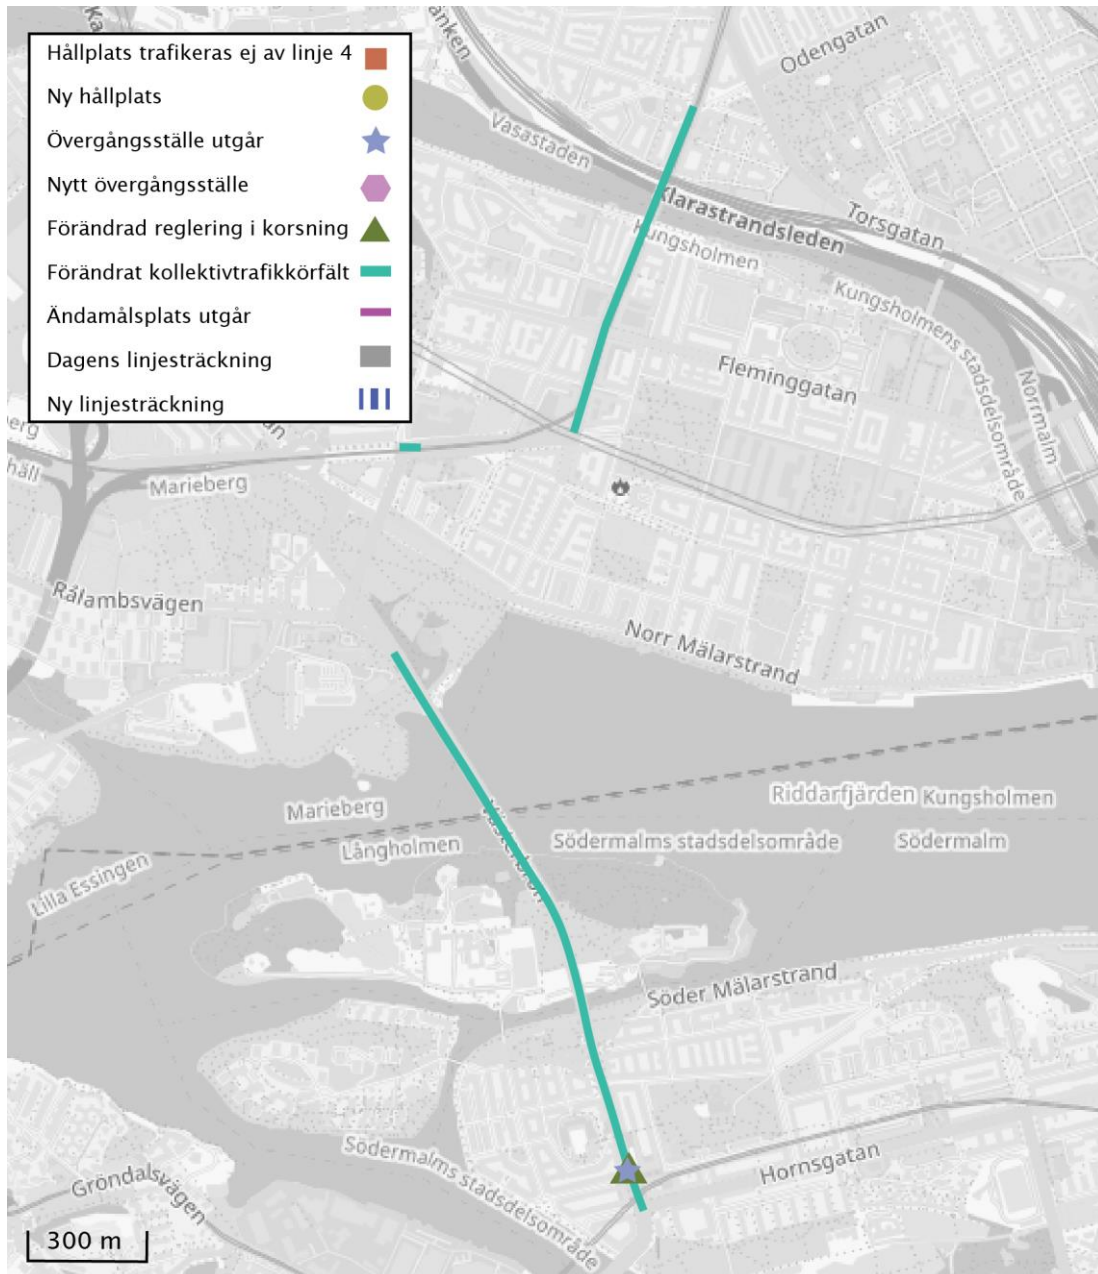 Odengatan
Hållplats trafikeras ej av linje 4
Ny hållplats
Övergångsställe utgår
Nytt övergångsställe
Förändrad reglering i korsning
Förändrat kollektivtrafikkörfält
Ändamålsplats utgår
Dagens linjesträckning
Ny linjesträckning
Vasastaden
Klarastrandsleden
Torsgatan
Kungsholmen
Kungsholmens stadsdelsområde
Norrmalm
Fleminggatan
Marieberg
Rålambsvägen
Norr Mälarstrand
Riddarfjärden
Kungsholmen
Marieberg
Västerbron
Långholmen
Södermalms stadsdelsområde
Södermalm
Lilla Essingen
Söder Mälarstrand
Södermalms stadsdelsområde
Hornsgatan
Gröndalsvägen
300 m